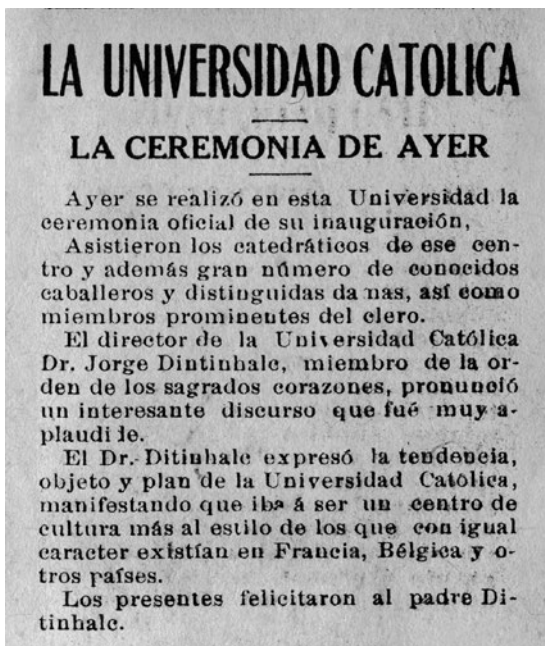 LA UNIVERSIDAD CATOLICA
LA CEREMONIA DE AYER
Ayer se realizó en esta Universidad la
ceremonia oficial de su inauguración,
Asistieron los catedráticos de ese cen-
tro y además gran número de conocidos
caballeros y distinguidas da nas, así como
miembros prominentes del clero.
El director de la Universidad Católica
Dr. Jorge Dintinhalc, miembro de la or-
den de los sagrados corazones, pronunció
un interesante discurso que fué muy a-
plaudi le.
El Dr. Ditinhalc expresó la tendencia,
objeto y plan de la Universidad Católica,
manifestando que iba á ser un centro de
cultura más al estilo de los que con igual
caracter existían en Francia, Bélgica y o-
tros países.
Los presentes felicitaron al padre Di-
tinhalc.